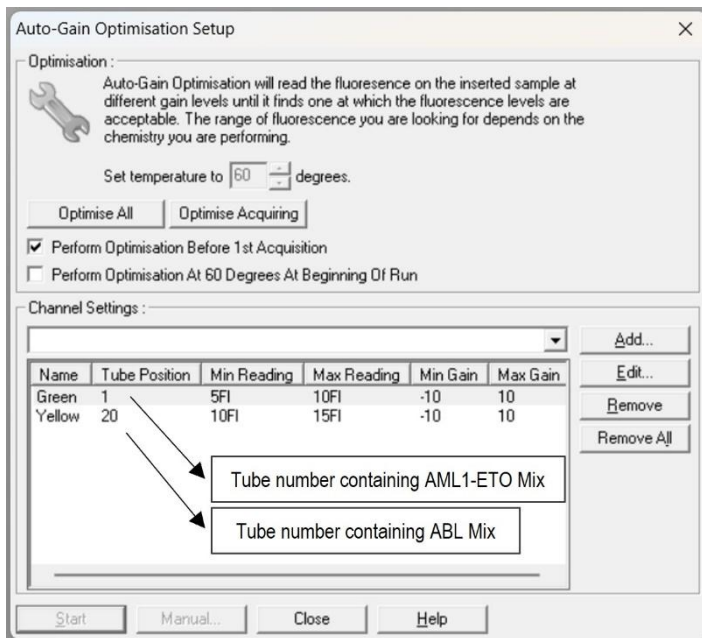 Auto-Gain Optimisation Setup
Optimisation :
Auto-Gain Optimisation will read the fluoresence on the inserted sample at
different gain levels until it finds one at which the fluorescence levels are
acceptable. The range of fluorescence you are looking for depends on the
chemistry you are performing.
Set temperature to 60 degrees.
Optimise All Optimise Acquiring
Perform Optimisation Before 1st Acquisition
Perform Optimisation At 60 Degrees At Beginning Of Run
Channel Settings :
Add...
Name Tube Position Min Reading Max Reading Min Gain Max Gain Edit...
Green 1 5Fl 10Fl -10 10
Yellow 20 10Fl 15Fl -10 10
Remove
Remove All
Tube number containing AML1-ETO Mix
Tube number containing ABL Mix
Start Manual... Close Help